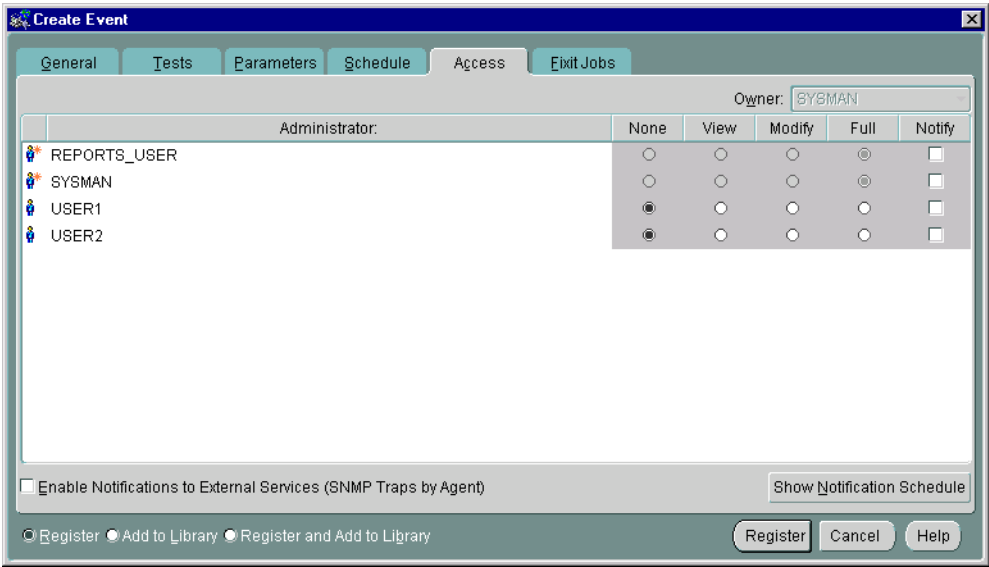 Create Event
General Tests Parameters Schedule Access Fixit Jobs
Owner: SYSMAN
Administrator: None View Modify Full Notify
REPORTS_USER
SYSMAN
USER1
USER2
Enable Notifications to External Services (SNMP Traps by Agent) Show Notification Schedule
Register Add to Library Register and Add to Library Register Cancel Help